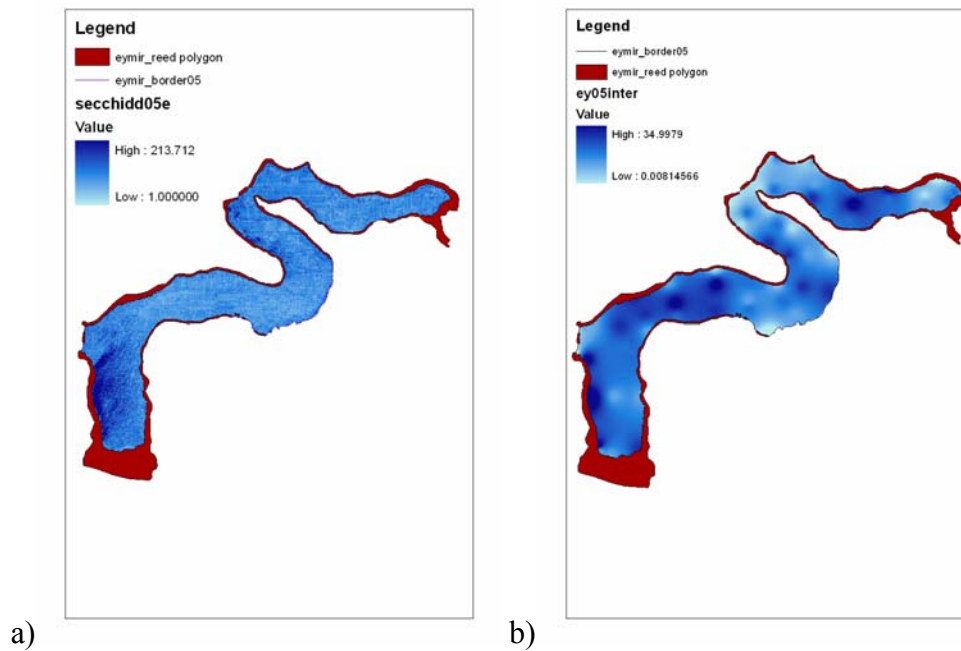 Legend
eymir_reed polygon
eymir_border05
secchidd05e
Value
High : 213.712
Low : 1.000000
a)
Legend
eymir_border05
eymir_reed polygon
ey05inter
Value
High : 34.9979
Low : 0.00814566
b)